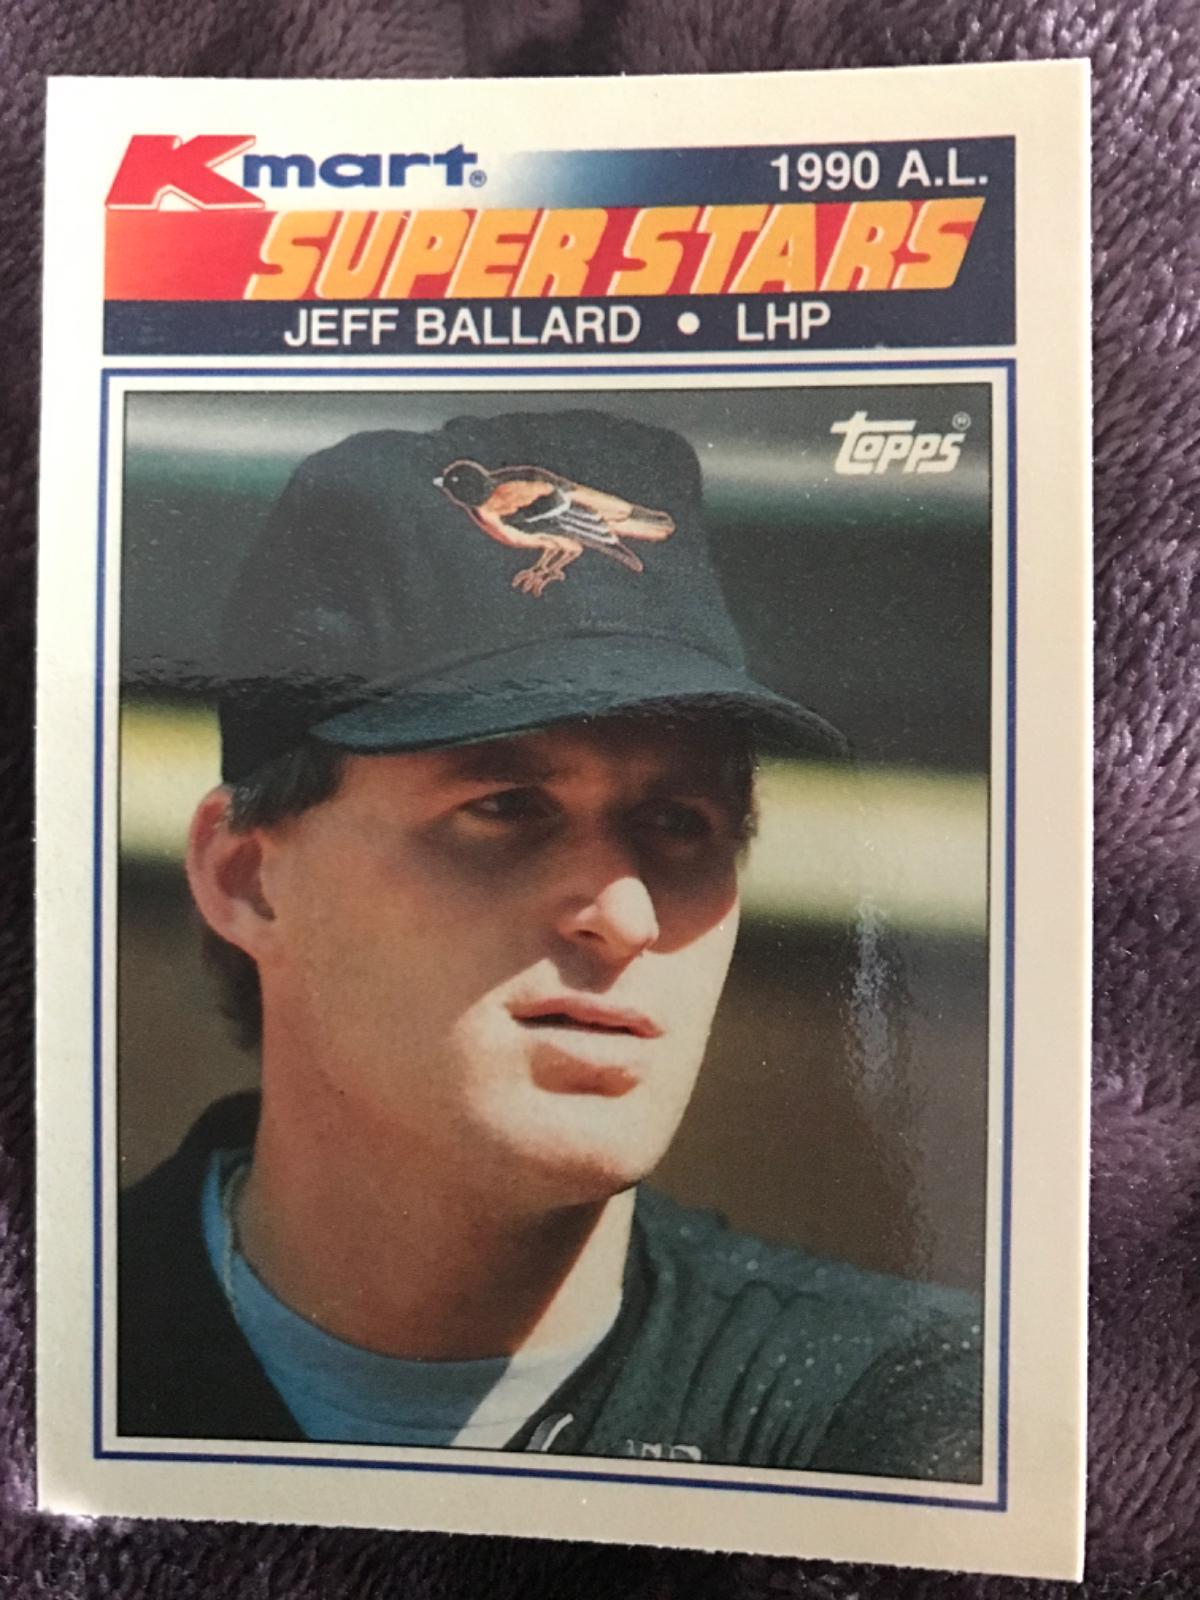 Kmart®
1990 A.L.
SUPER STARS
JEFF BALLARD • LHP
topps®